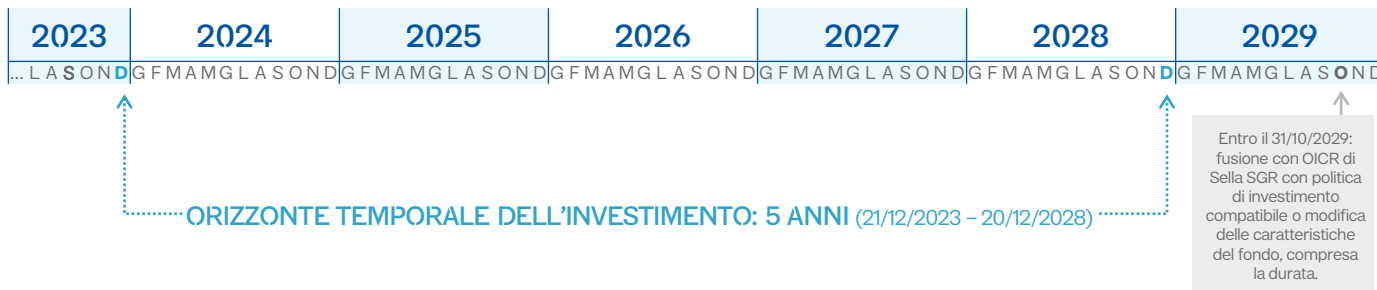 2023 2024 2025 2026 2027 2028 2029
... L A S O N D G F M A M G L A S O N D G F M A M G L A S O N D G F M A M G L A S O N D G F M A M G L A S O N D G F M A M G L A S O N D G F M A M G L A S O N D
ORIZZONTE TEMPORALE DELL'INVESTIMENTO: 5 ANNI (21/12/2023 – 20/12/2028)
Entro il 31/10/2029:
fusione con OICR di
Sella SGR con politica
di investimento
compatibile o modifica
delle caratteristiche
del fondo, compresa
la durata.